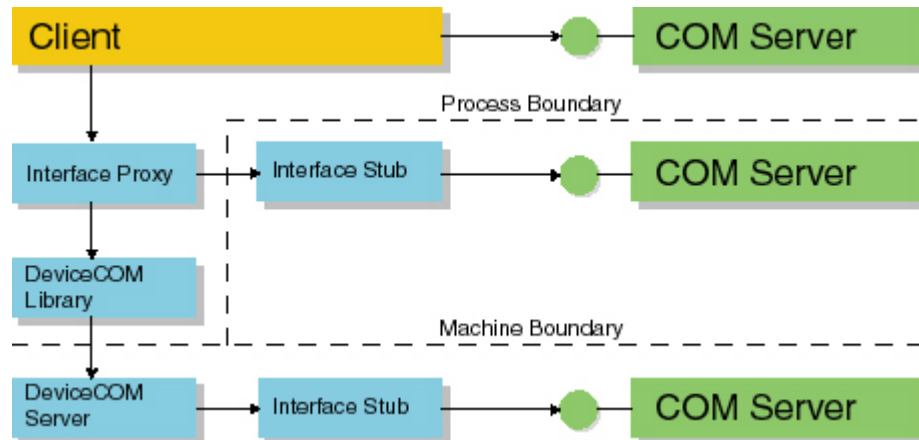 Client
COM Server
Process Boundary
Interface Proxy
Interface Stub
COM Server
DeviceCOM
Library
Machine Boundary
DeviceCOM
Server
Interface Stub
COM Server